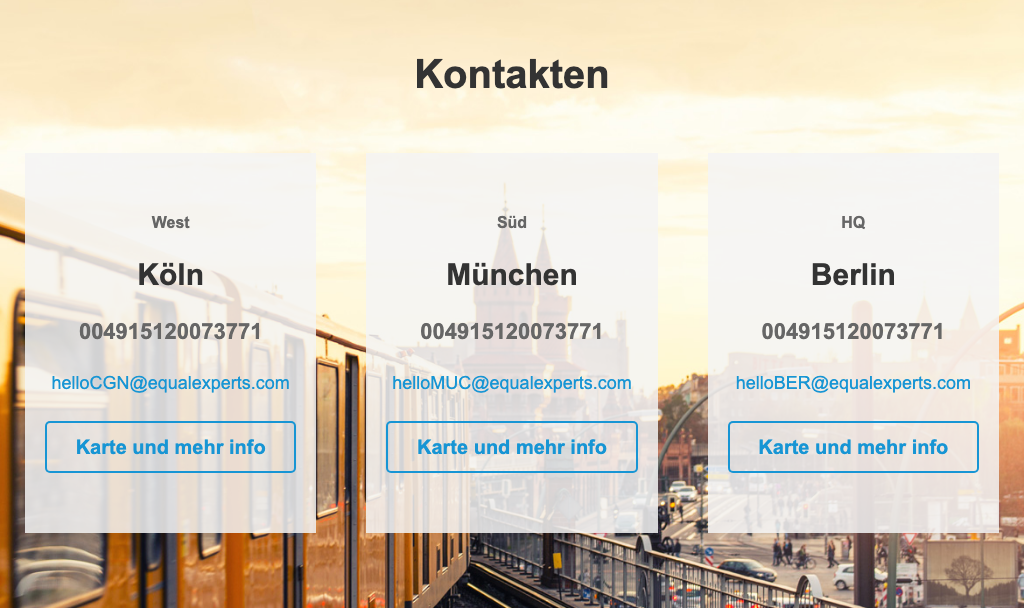 Kontakten
West
Köln
004915120073771
helloCGN@equalexperts.com
Karte und mehr info
Süd
München
004915120073771
helloMUC@equalexperts.com
Karte und mehr info
HQ
Berlin
004915120073771
helloBER@equalexperts.com
Karte und mehr info